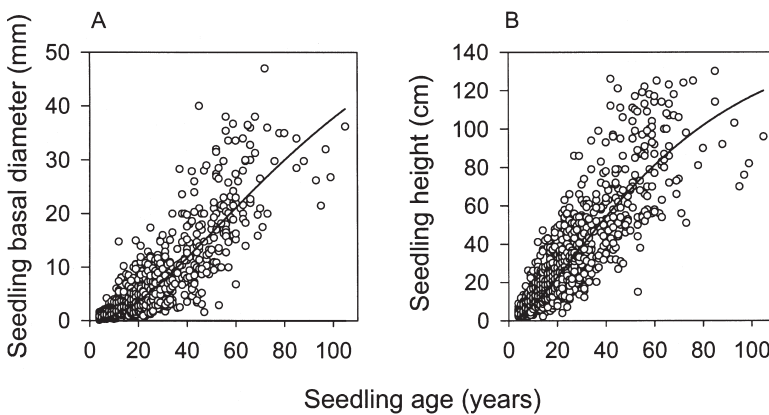 A
B
Seedling basal diameter (mm)
50
40
30
20
10
0
0 20 40 60 80 100
Seedling height (cm)
140
120
100
80
60
40
20
0
0 20 40 60 80 100
Seedling age (years)